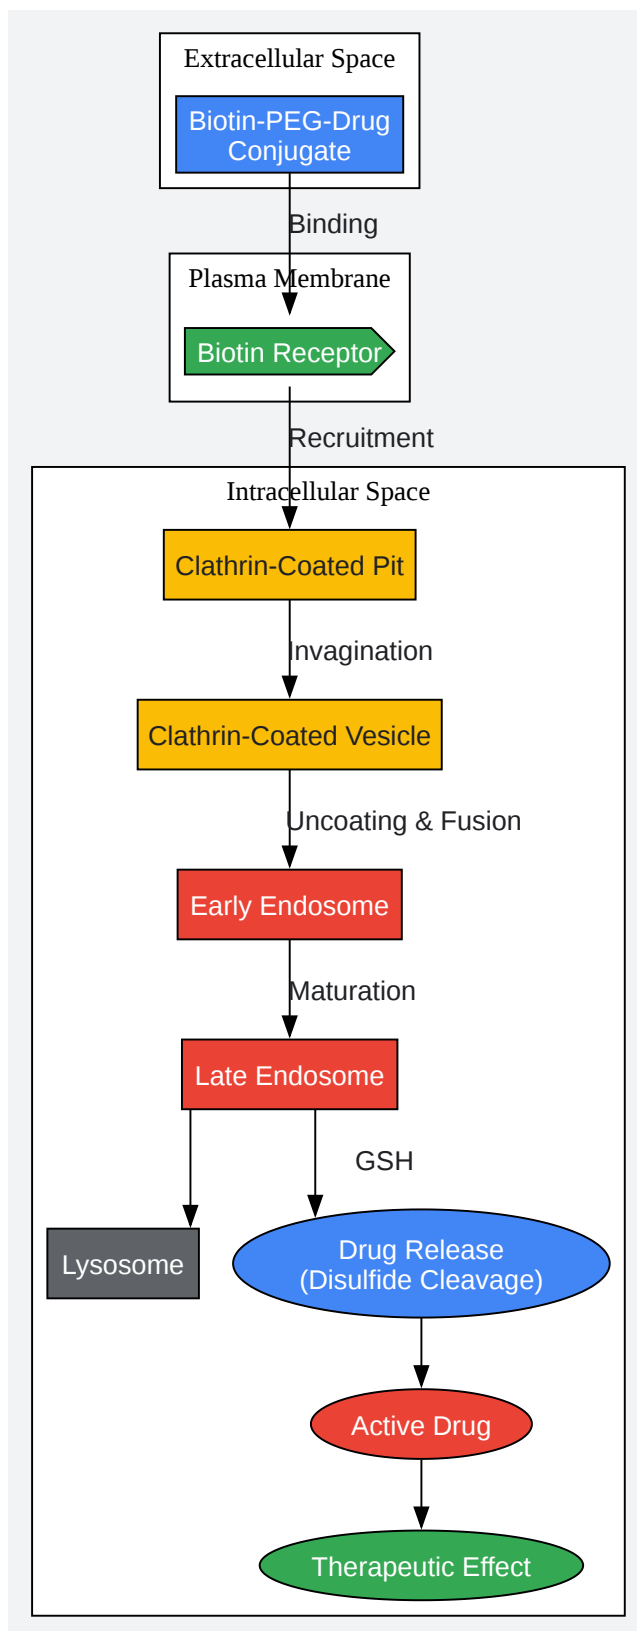 Extracellular Space
Biotin-PEG-Drug
Conjugate
Binding
Plasma Membrane
Biotin Receptor
Recruitment
Intracellular Space
Clathrin-Coated Pit
Invagination
Clathrin-Coated Vesicle
Uncoating & Fusion
Early Endosome
Maturation
Late Endosome
GSH
Lysosome
Drug Release
(Disulfide Cleavage)
Active Drug
Therapeutic Effect